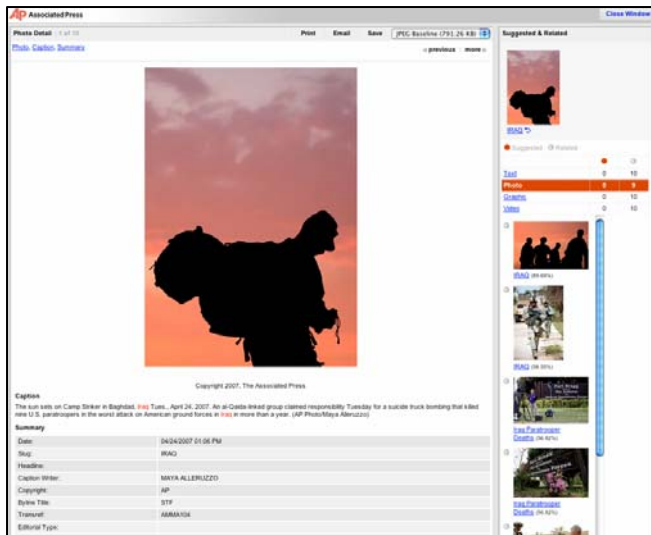 AP Associated Press
Close Window
Photo Detail : 1 of 10
Print Email Save JPEG Baseline (791.26 KB)
Photo, Caption, Summary
« previous : more »
Copyright 2007, The Associated Press
Caption
The sun sets on Camp Striker in Baghdad, Iraq Tues., April 24, 2007. An al-Qaida-linked group claimed responsibility Tuesday for a suicide truck bombing that killed
nine U.S. paratroopers in the worst attack on American ground forces in Iraq in more than a year. (AP Photo/Maya Alleruzzo)
Summary
Date: 04/24/2007 01:06 PM
Slug: IRAQ
Headline:
Caption Writer: MAYA ALLERUZZO
Copyright: AP
Byline Title: STF
Transref: AMMA104
Editorial Type:
Suggested & Related
IRAQ
Suggested Related
Text 0 10
Photo 0 9
Graphic 0 10
Video 0 10
IRAQ
IRAQ
Iraq Paratrooper
Deaths
Iraq Paratrooper
Deaths